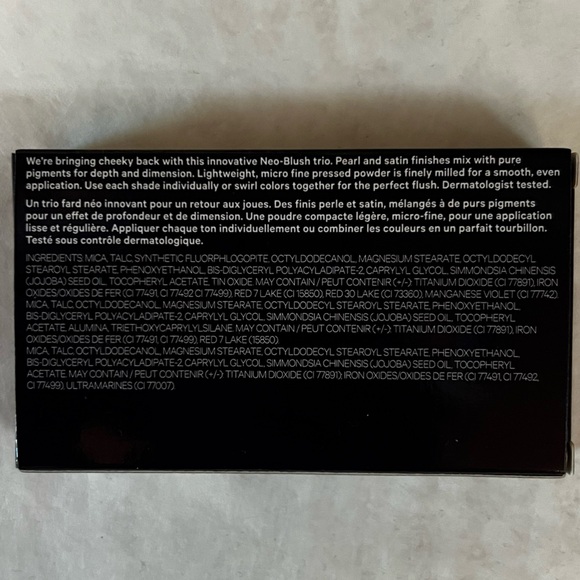 We're bringing cheeky back with this innovative Neo-Blush trio. Pearl and satin finishes mix with pure
pigments for depth and dimension. Lightweight, micro fine pressed powder is finely milled for a smooth, even
application. Use each shade individually or swirl colors together for the perfect flush. Dermatologist tested.
Un trio fard néo innovant pour un retour aux joues. Des finis perle et satin, mélangés à de purs pigments
pour un effet de profondeur et de dimension. Une poudre compacte légère, micro-fine, pour une application
lisse et régulière. Appliquer chaque ton individuellement ou combiner les couleurs en un parfait tourbillon.
Testé sous contrôle dermatologique.
INGREDIENTS: MICA, TALC, SYNTHETIC FLUORPHLOGOPITE, OCTYLDODECANOL, MAGNESIUM STEARATE, OCTYLDODECYL
STEAROYL STEARATE, PHENOXYETHANOL, BIS-DIGLYCERYL POLYACYLADIPATE-2, CAPRYLYL GLYCOL, SIMMONDSIA CHINENSIS
(JOJOBA) SEED OIL, TOCOPHERYL ACETATE, TIN OXIDE. MAY CONTAIN / PEUT CONTENIR (+/-): TITANIUM DIOXIDE (CI 77891), IRON
OXIDES/OXIDES DE FER (CI 77491, CI 77492 CI 77499), RED 7 LAKE (15850), RED 30 LAKE (CI 73360), MANGANESE VIOLET (CI 77742).
MICA, TALC, OCTYLDODECANOL, MAGNESIUM STEARATE, OCTYLDODECYL STEAROYL STEARATE, PHENOXYETHANOL,
BIS-DIGLYCERYL POLYACYLADIPATE-2, CAPRYLYL GLYCOL, SIMMONDSIA CHINENSIS (JOJOBA) SEED OIL, TOCOPHERYL
ACETATE, ALUMINA, TRIETHOXYCAPRYLYLSILANE. MAY CONTAIN / PEUT CONTENIR (+/-): TITANIUM DIOXIDE (CI 77891), IRON
OXIDES/OXIDES DE FER (CI 77491, CI 77499), RED 7 LAKE (15850).
MICA, TALC, OCTYLDODECANOL, MAGNESIUM STEARATE, OCTYLDODECYL STEAROYL STEARATE, PHENOXYETHANOL,
BIS-DIGLYCERYL POLYACYLADIPATE-2, CAPRYLYL GLYCOL, SIMMONDSIA CHINENSIS (JOJOBA) SEED OIL, TOCOPHERYL
ACETATE. MAY CONTAIN / PEUT CONTENIR (+/-): TITANIUM DIOXIDE (CI 77891); IRON OXIDES/OXIDES DE FER (CI 77491, CI 77492,
CI 77499). ULTRAMARINES (CI 77007).